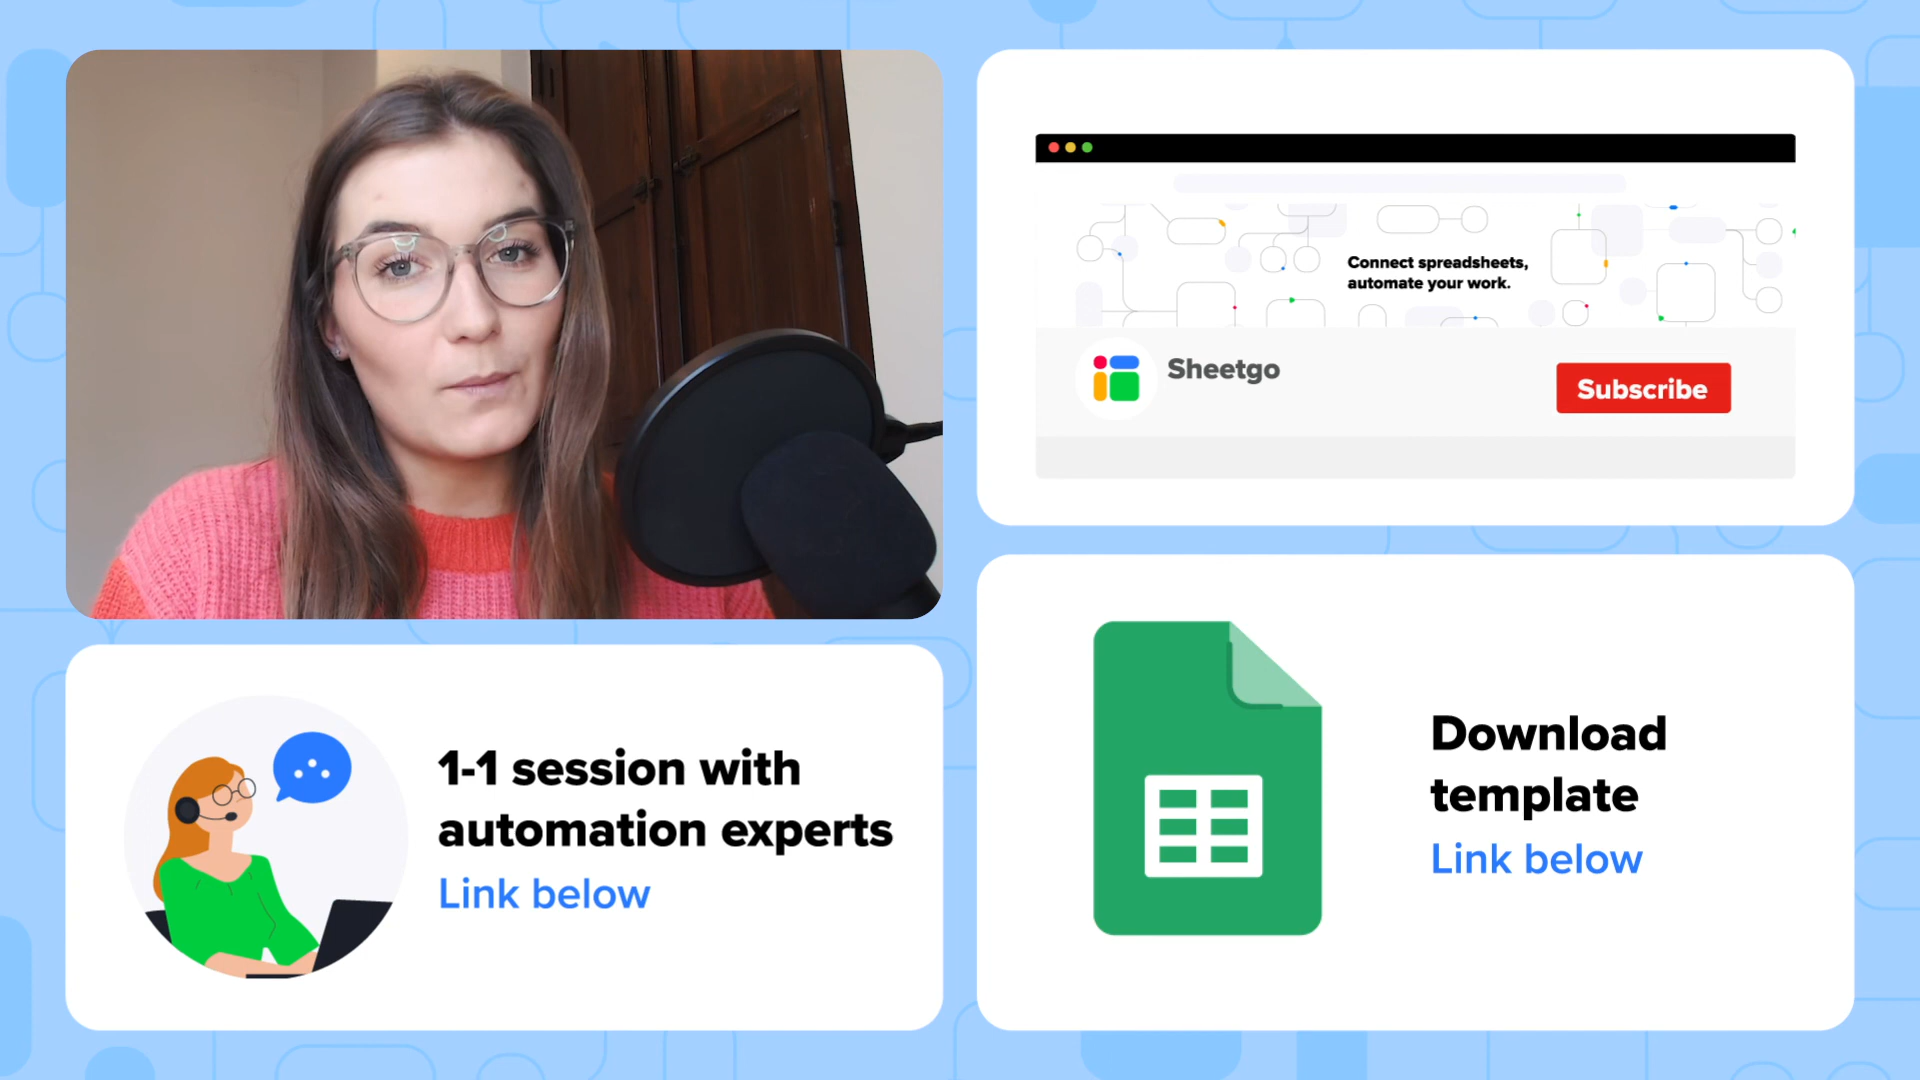 Connect spreadsheets,
automate your work.
Sheetgo
Subscribe
1-1 session with
automation experts
Link below
Download
template
Link below